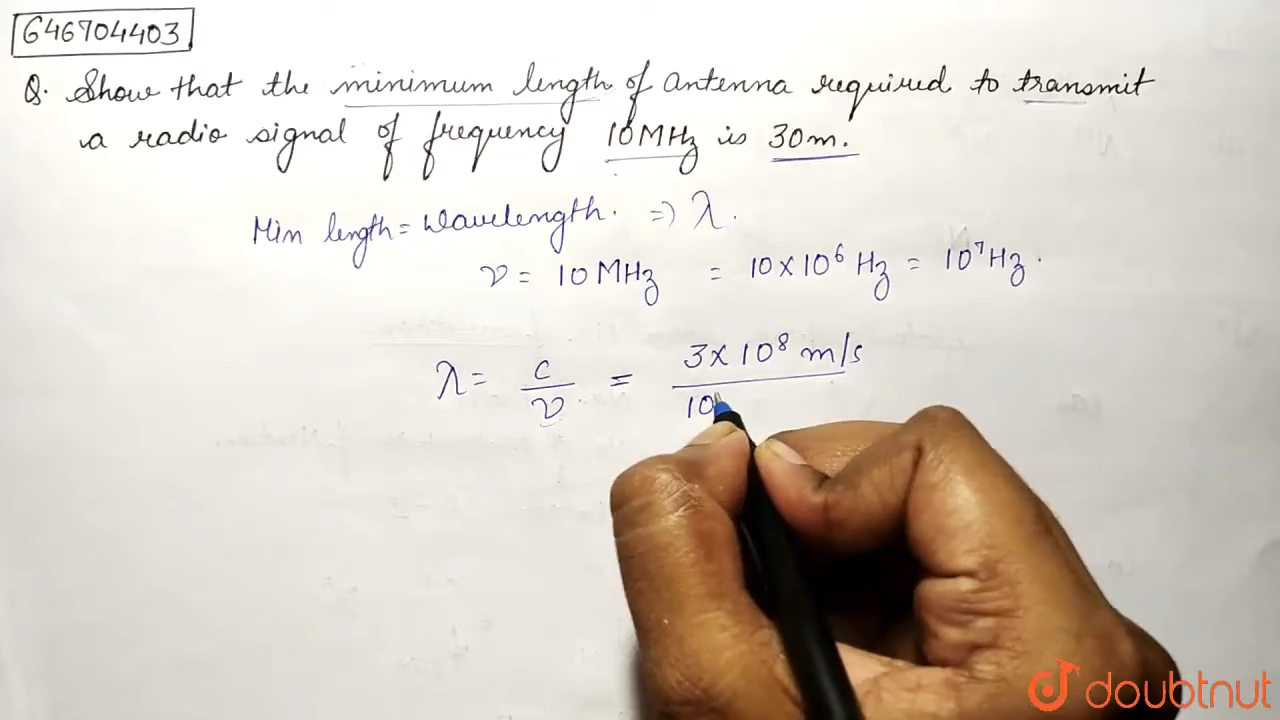 646704403
Q. Show that the minimum length of antenna required to transmit
a radio signal of frequency 10MHz is 30m.
Min length = Wavelength. => λ.
ν = 10 MHz = 10×10⁶ Hz = 10⁷ Hz.
λ = c/ν = 3×10⁸ m/s / 10
doubtnut